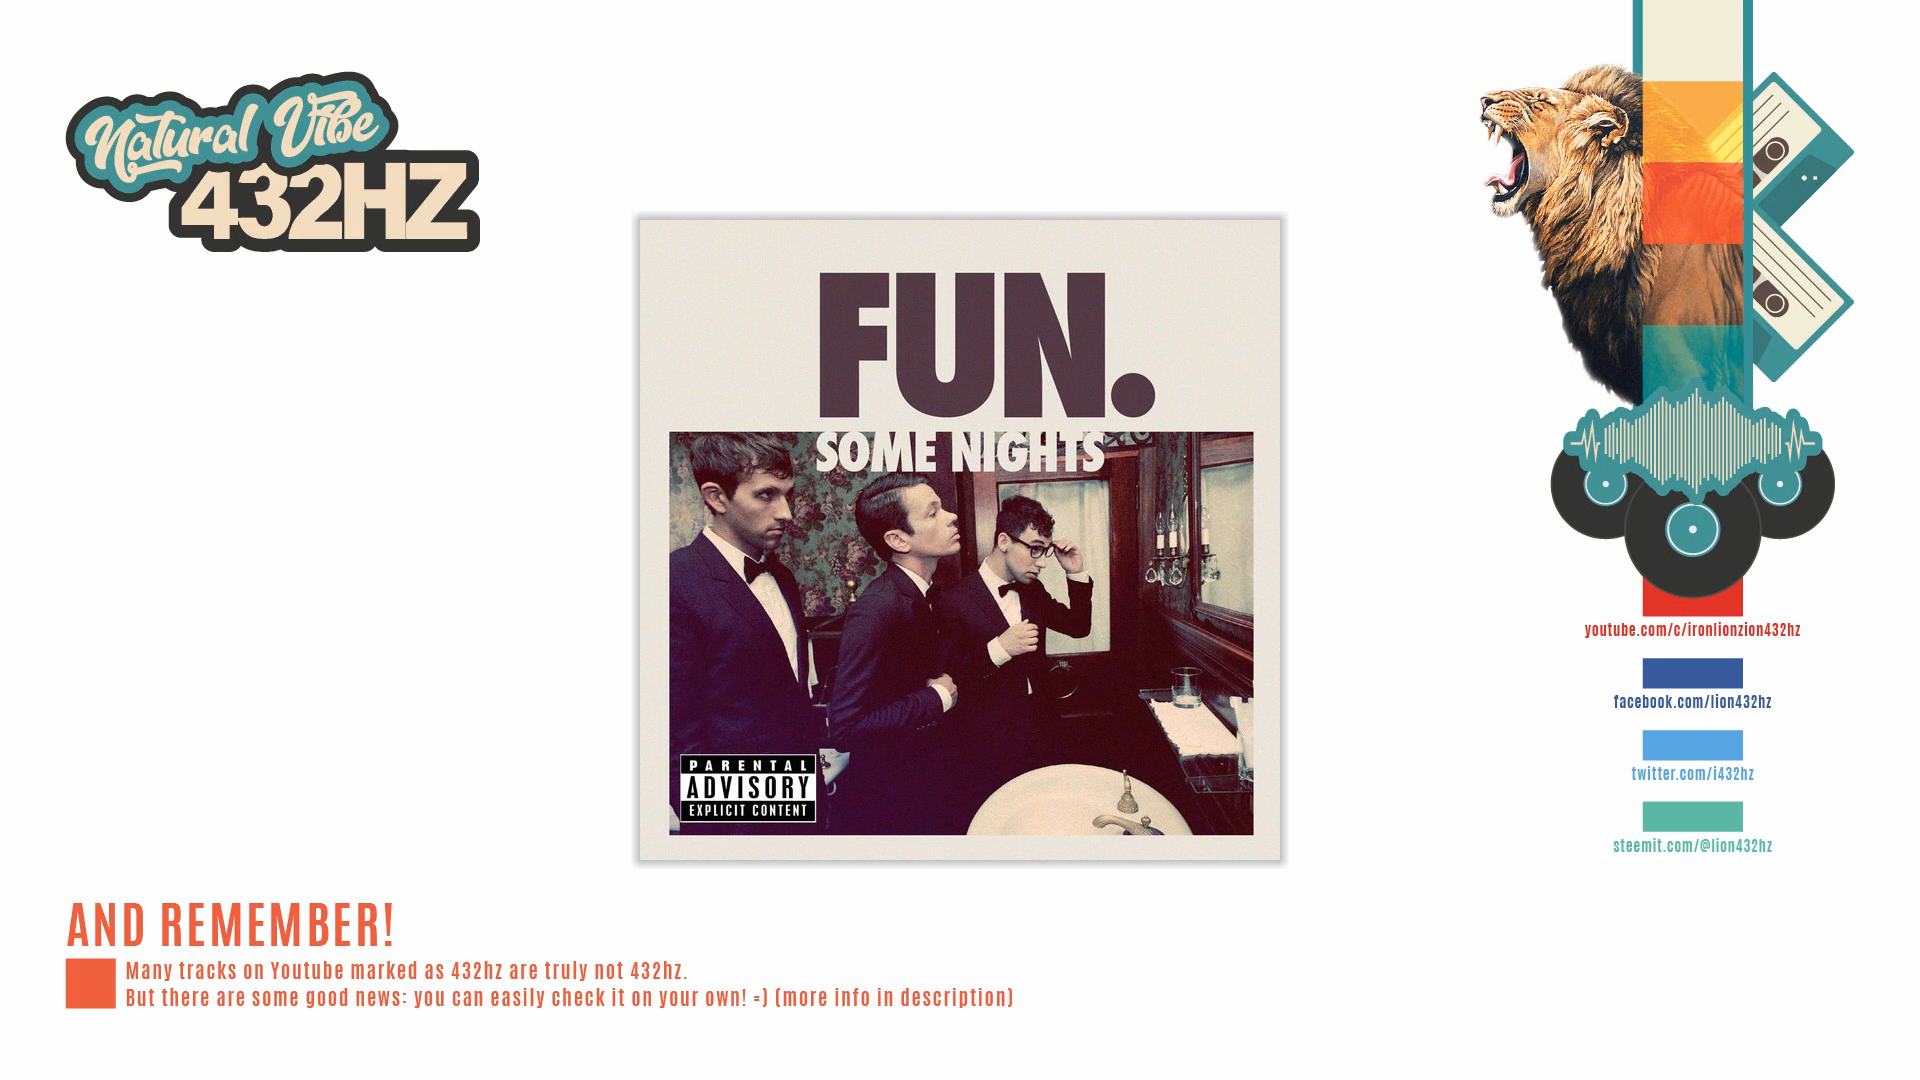 Natural Vibe
432HZ
FUN.
SOME NIGHTS
PARENTAL
ADVISORY
EXPLICIT CONTENT
youtube.com/c/ironlionzion432hz
facebook.com/lion432hz
twitter.com/i432hz
steemit.com/@lion432hz
AND REMEMBER!
Many tracks on Youtube marked as 432hz are truly not 432hz.
But there are some good news: you can easily check it on your own! =) (more info in description)